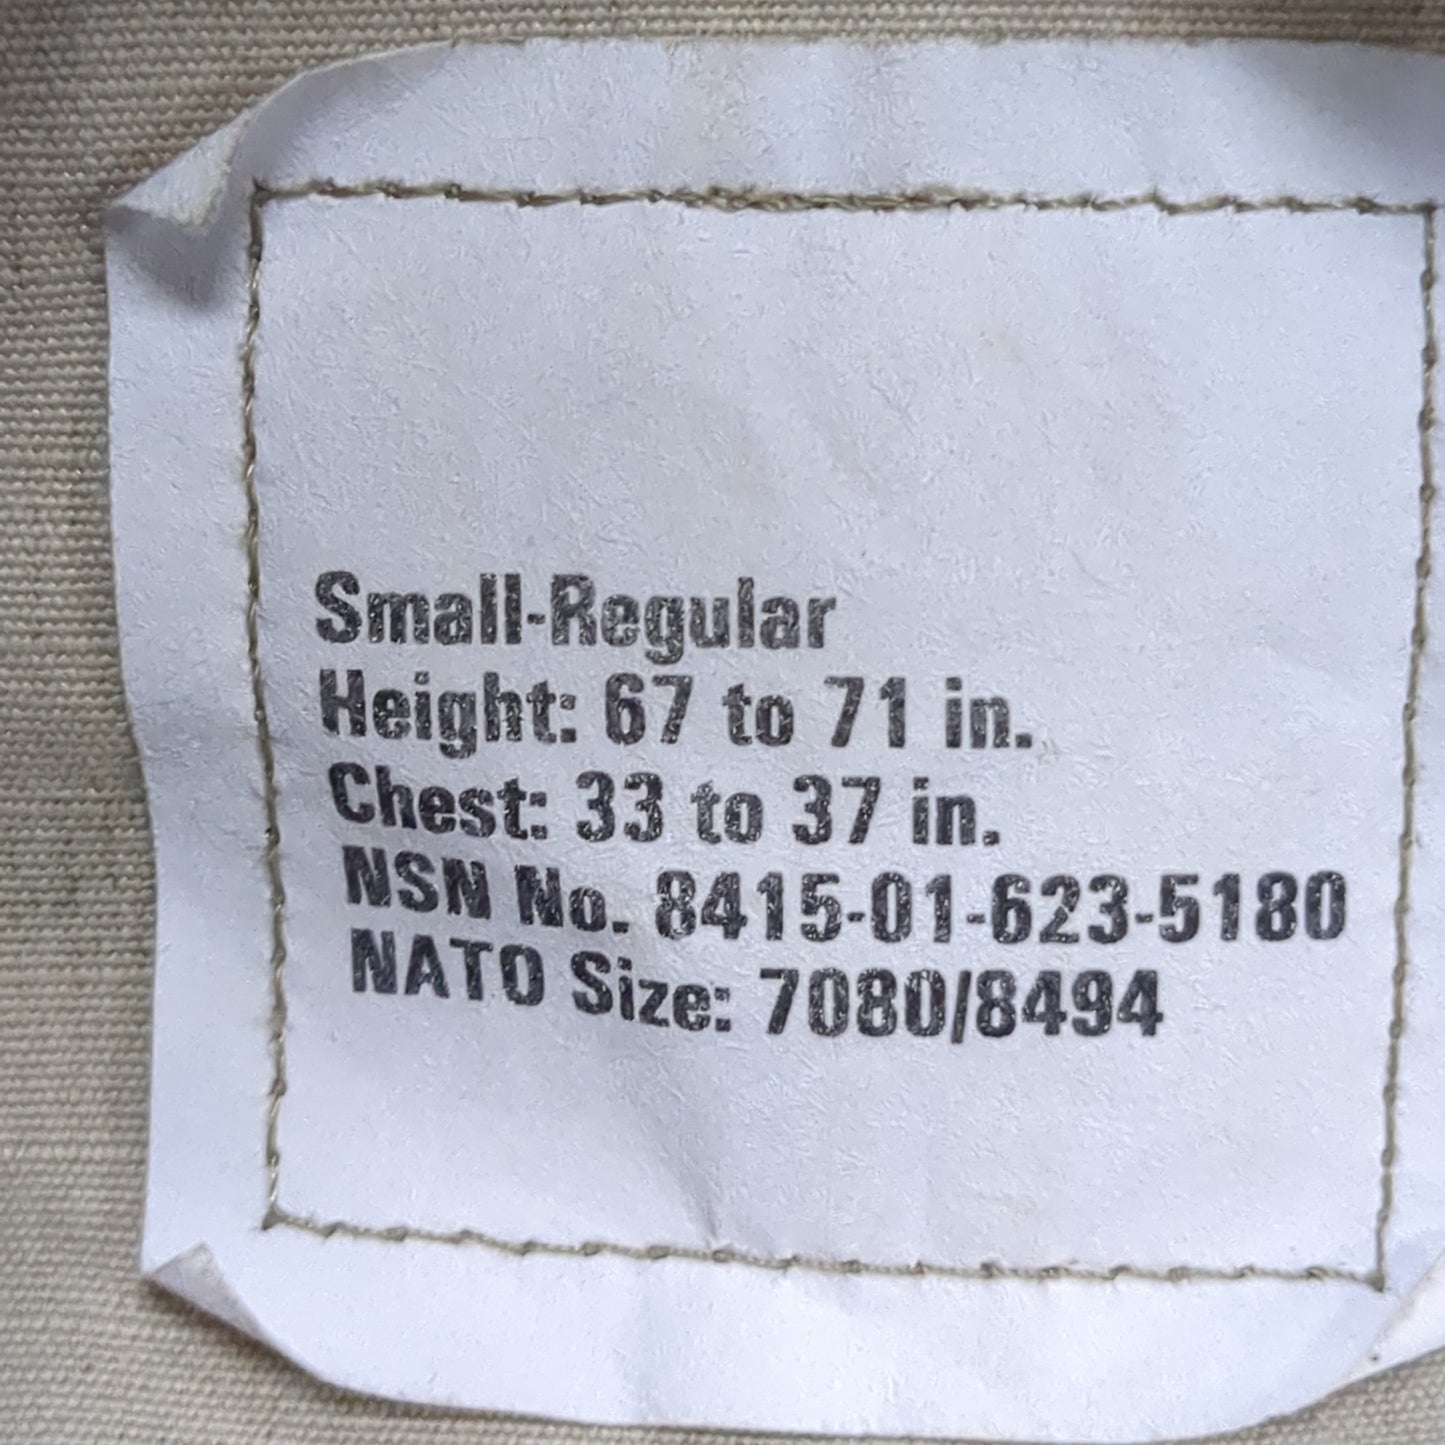 Small-Regular
Height: 67 to 71 in.
Chest: 33 to 37 in.
NSN No. 8415-01-623-5180
NATO Size: 7080/8494